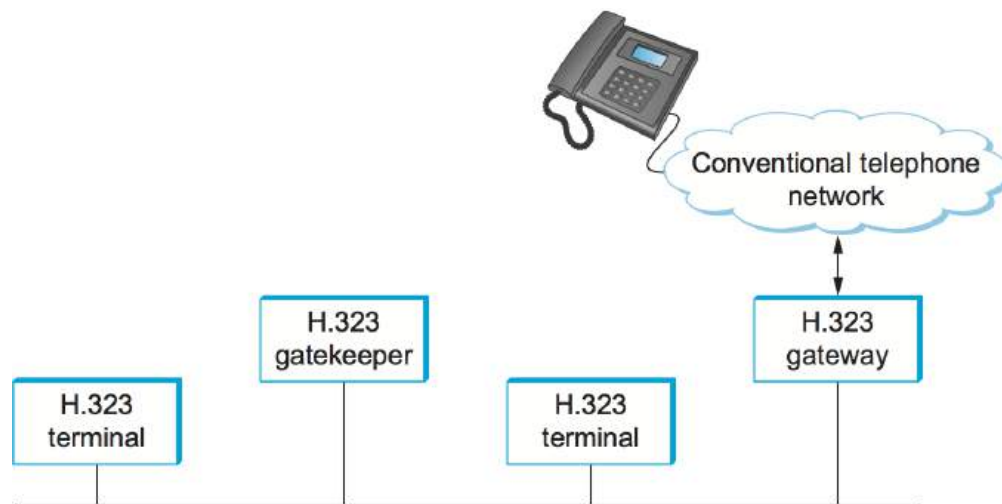 Conventional telephone
network
H.323
gatekeeper
H.323
gateway
H.323
terminal
H.323
terminal